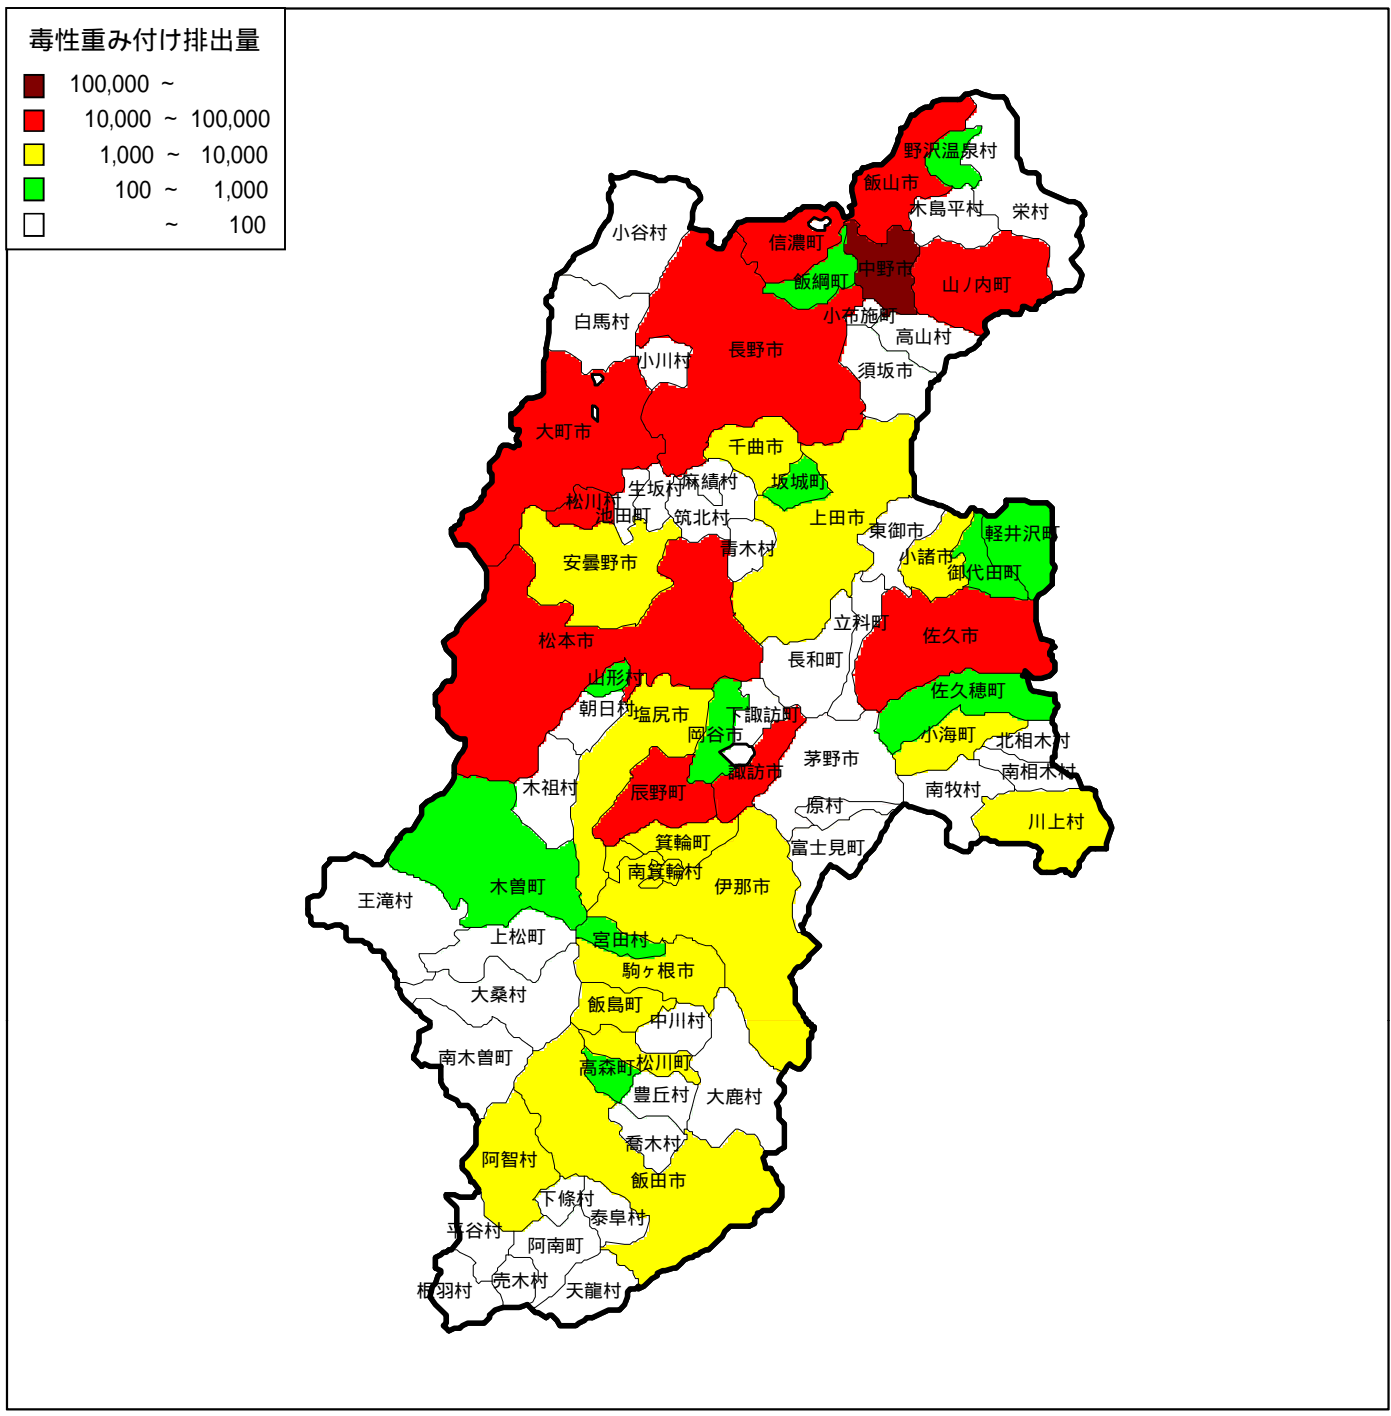 毒性重み付け排出量
100,000 ~
10,000 ~ 100,000
1,000 ~ 10,000
100 ~ 1,000
~ 100
野沢温泉村
飯山市
木島平村
栄村
小谷村
信濃町
中野市
飯綱町
山ノ内町
白馬村
小布施町
高山村
長野市
小川村
須坂市
大町市
千曲市
坂城町
麻績村
生坂村
松川村
池田町
筑北村
上田市
東御市
軽井沢町
青木村
小諸市
安曇野市
御代田町
立科町
佐久市
松本市
長和町
山形村
佐久穂町
朝日村
塩尻市
下諏訪町
岡谷市
小海町
北相木村
茅野市
諏訪市
南相木村
木祖村
辰野町
南牧村
原村
川上村
箕輪町
富士見町
南箕輪村
木曽町
伊那市
王滝村
上松町
宮田村
駒ヶ根市
大桑村
飯島町
中川村
南木曽町
松川町
高森町
豊丘村
大鹿村
喬木村
阿智村
飯田市
下條村
泰阜村
平谷村
阿南町
売木村
根羽村
天龍村